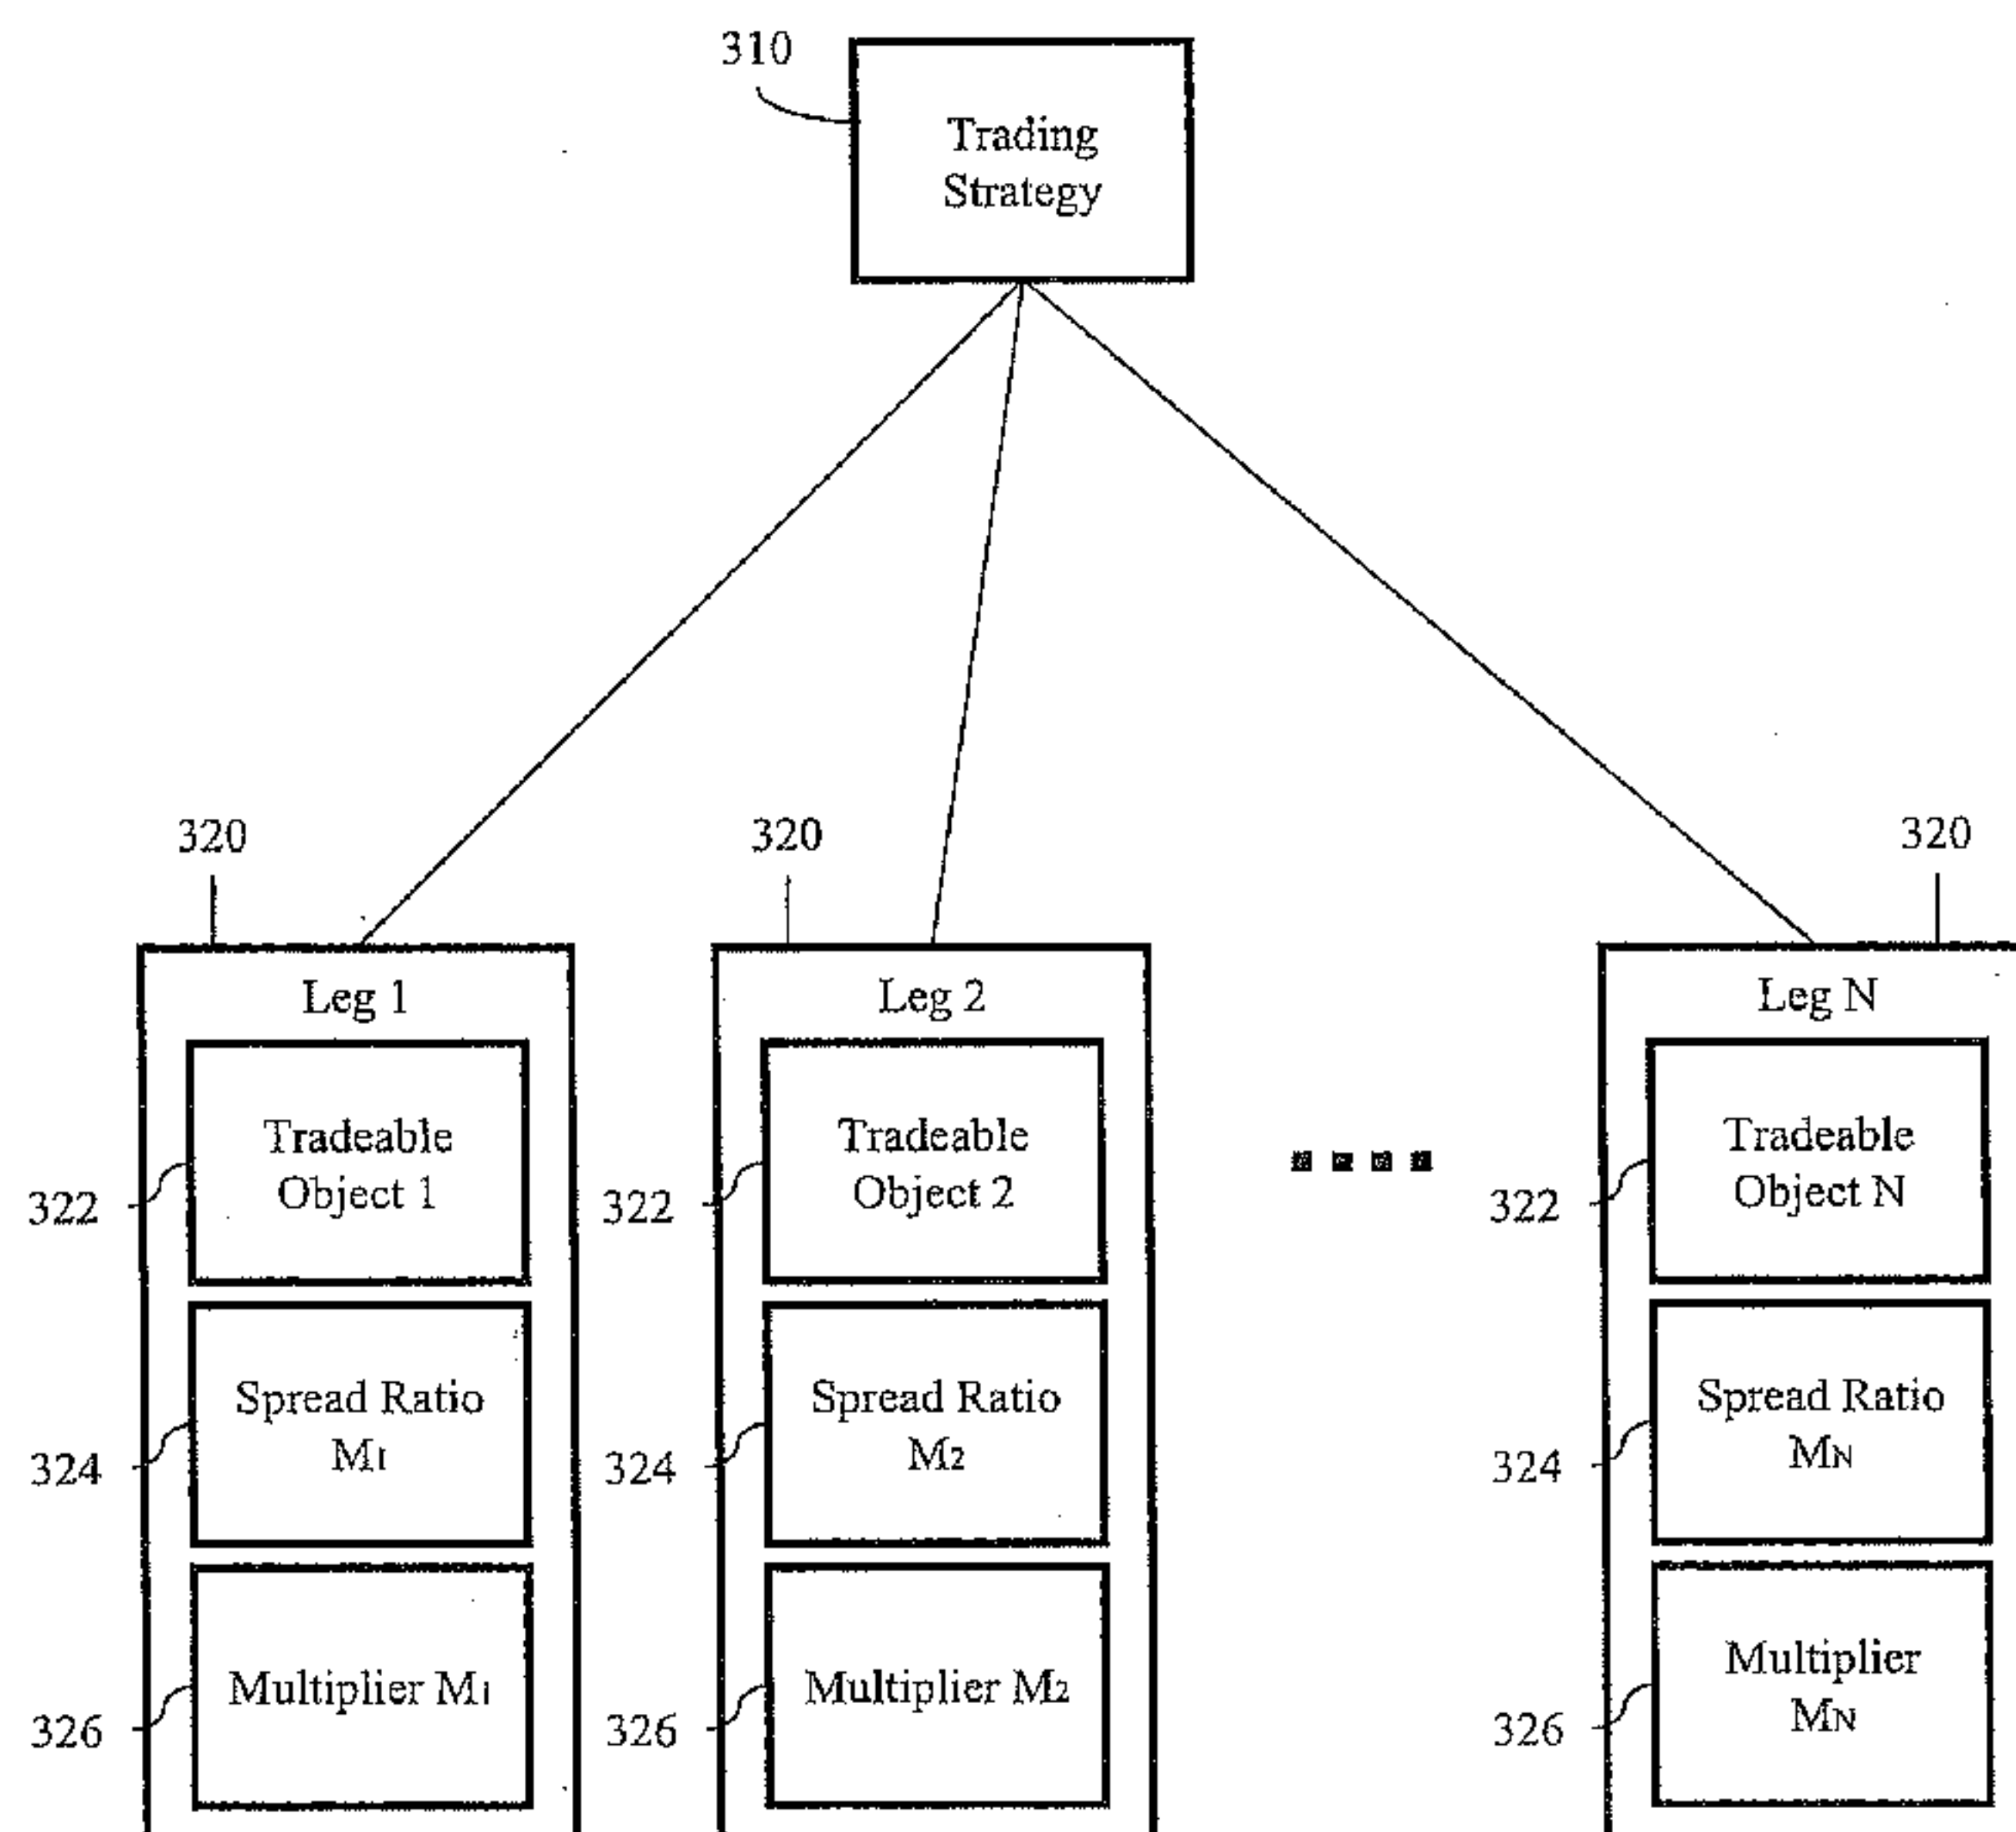 310
Trading
Strategy
320
320
320
Leg 1
Leg 2
Leg N
Tradeable
Object 1
322
Tradeable
Object 2
322
Tradeable
Object N
322
Spread Ratio
M1
324
Spread Ratio
M2
324
Spread Ratio
MN
324
Multiplier M1
326
Multiplier M2
326
Multiplier
MN
326